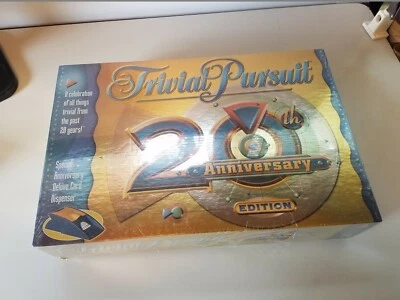 Trivial Pursuit
A celebration
of all things
trivial from
the past
20 years!
20th
Anniversary
EDITION
Special
Anniversary
Deluxe Card
Dispenser